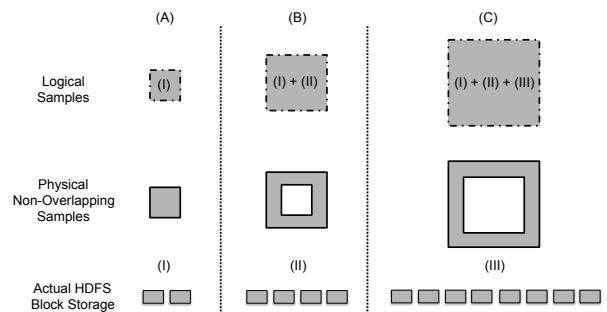 (A) (B) (C)
Logical
Samples
(I) (I) + (II) (I) + (II) + (III)
Physical
Non-Overlapping
Samples
(I) (II) (III)
Actual HDFS
Block Storage